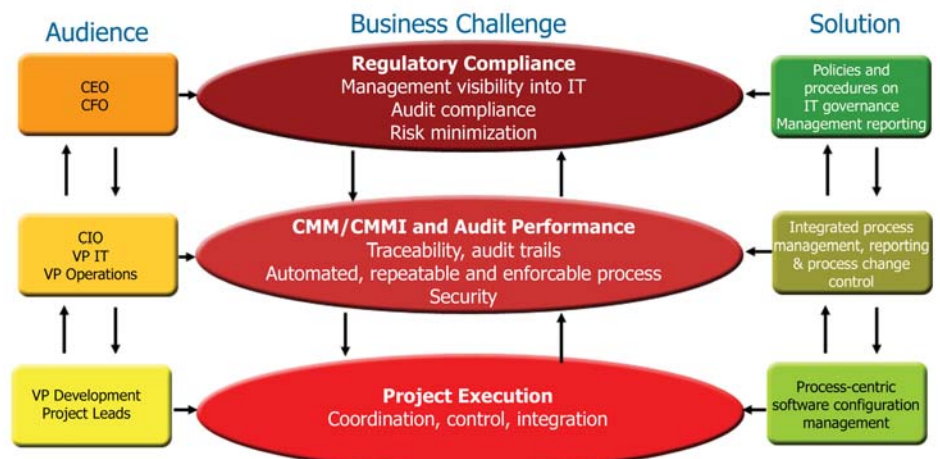 Audience
Business Challenge
Solution
CEO
CFO
Regulatory Compliance
Management visibility into IT
Audit compliance
Risk minimization
Policies and
procedures on
IT governance
Management reporting
CIO
VP IT
VP Operations
CMM/CMMI and Audit Performance
Traceability, audit trails
Automated, repeatable and enforcable process
Security
Integrated process
management, reporting
& process change
control
VP Development
Project Leads
Project Execution
Coordination, control, integration
Process-centric
software configuration
management